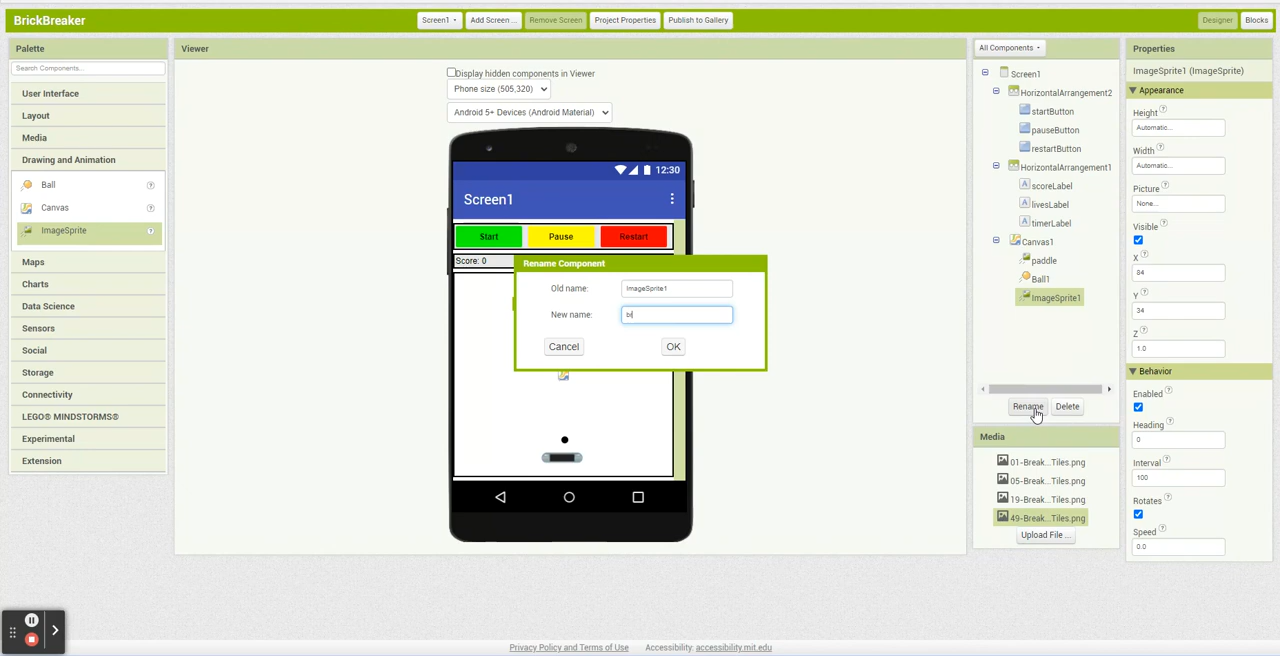 BrickBreaker
Screen1
Add Screen ...
Remove Screen
Project Properties
Publish to Gallery
Designer
Blocks
Palette
Search Components...
User Interface
Layout
Media
Drawing and Animation
Ball
Canvas
ImageSprite
Maps
Charts
Data Science
Sensors
Social
Storage
Connectivity
LEGO® MINDSTORMS®
Experimental
Extension
Viewer
Display hidden components in Viewer
Phone size (505,320)
Android 5+ Devices (Android Material)
12:30
Screen1
Start
Pause
Restart
Score: 0
Rename Component
Old name:
ImageSprite1
New name:
Cancel
OK
All Components
Screen1
HorizontalArrangement2
startButton
pauseButton
restartButton
HorizontalArrangement1
scoreLabel
livesLabel
timerLabel
Canvas1
paddle
Ball1
ImageSprite1
Rename
Delete
Media
01-Break...Tiles.png
05-Break...Tiles.png
19-Break...Tiles.png
49-Break...Tiles.png
Upload File ...
Properties
ImageSprite1 (ImageSprite)
Appearance
Height
Automatic...
Width
Automatic...
Picture
None...
Visible
X
84
Y
34
Z
1.0
Behavior
Enabled
Heading
0
Interval
100
Rotates
Speed
0.0
Privacy Policy and Terms of Use
Accessibility: accessibility.mit.edu